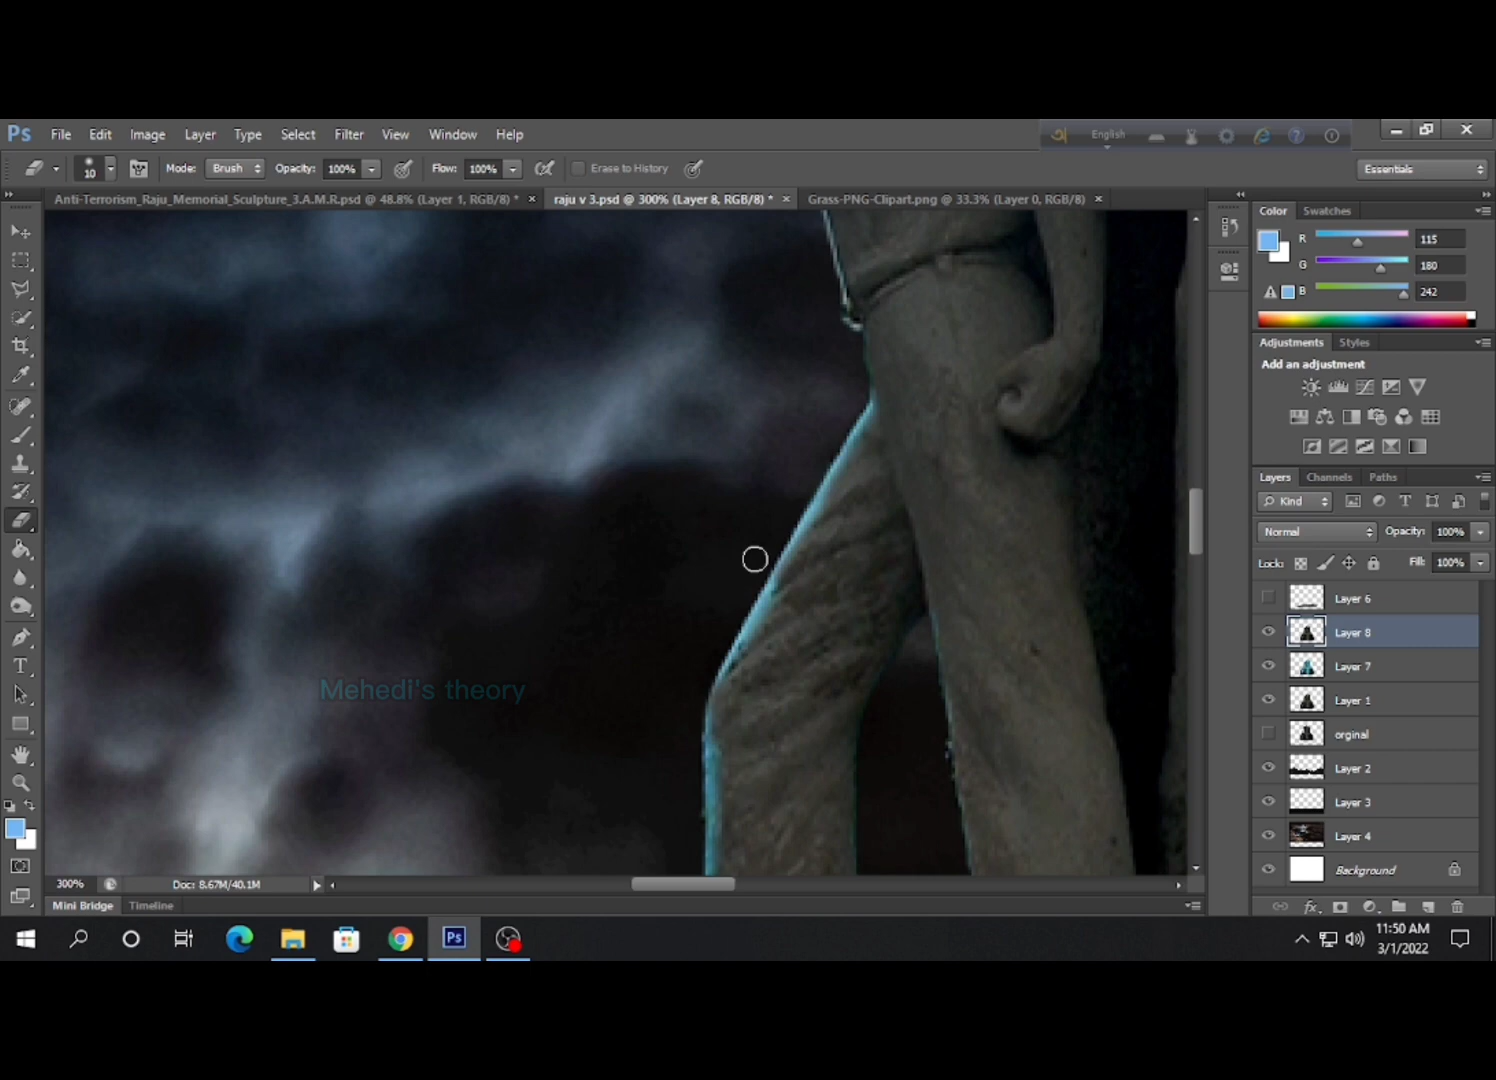 Ps File Edit Image Layer Type Select Filter View Window Help
English
10 Mode: Brush Opacity: 100% Flow: 100% Erase to History Essentials
Anti-Terrorism_Raju_Memorial_Sculpture_3.A.M.R.psd @ 48.8% (Layer 1, RGB/8) * × raju v 3.psd @ 300% (Layer 8, RGB/8) * × Grass-PNG-Clipart.png @ 33.3% (Layer 0, RGB/8) ×
Color Swatches
R 115
G 180
B 242
Adjustments Styles
Add an adjustment
Layers Channels Paths
Kind
Normal Opacity: 100%
Lock: Fill: 100%
Layer 6
Layer 8
Layer 7
Layer 1
orginal
Layer 2
Layer 3
Layer 4
Background
Mehedi's theory
300% Doc: 8.67M/40.1M
Mini Bridge Timeline
Ps
11:50 AM
3/1/2022